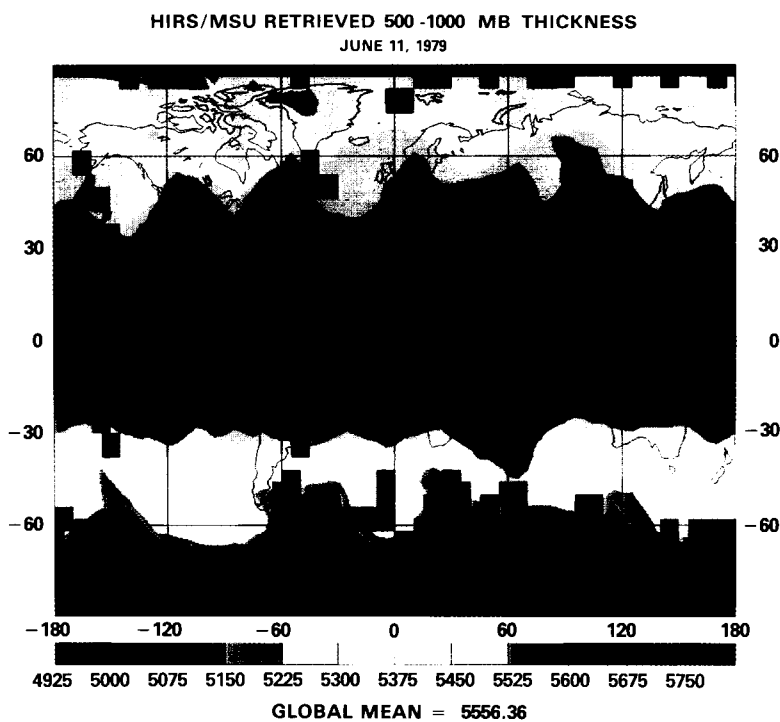 HIRS/MSU RETRIEVED 500-1000 MB THICKNESS
JUNE 11, 1979
60 60
30 30
0 0
-30 -30
-60 -60
-180 -120 -60 0 60 120 180
4925 5000 5075 5150 5225 5300 5375 5450 5525 5600 5675 5750
GLOBAL MEAN = 5556.36